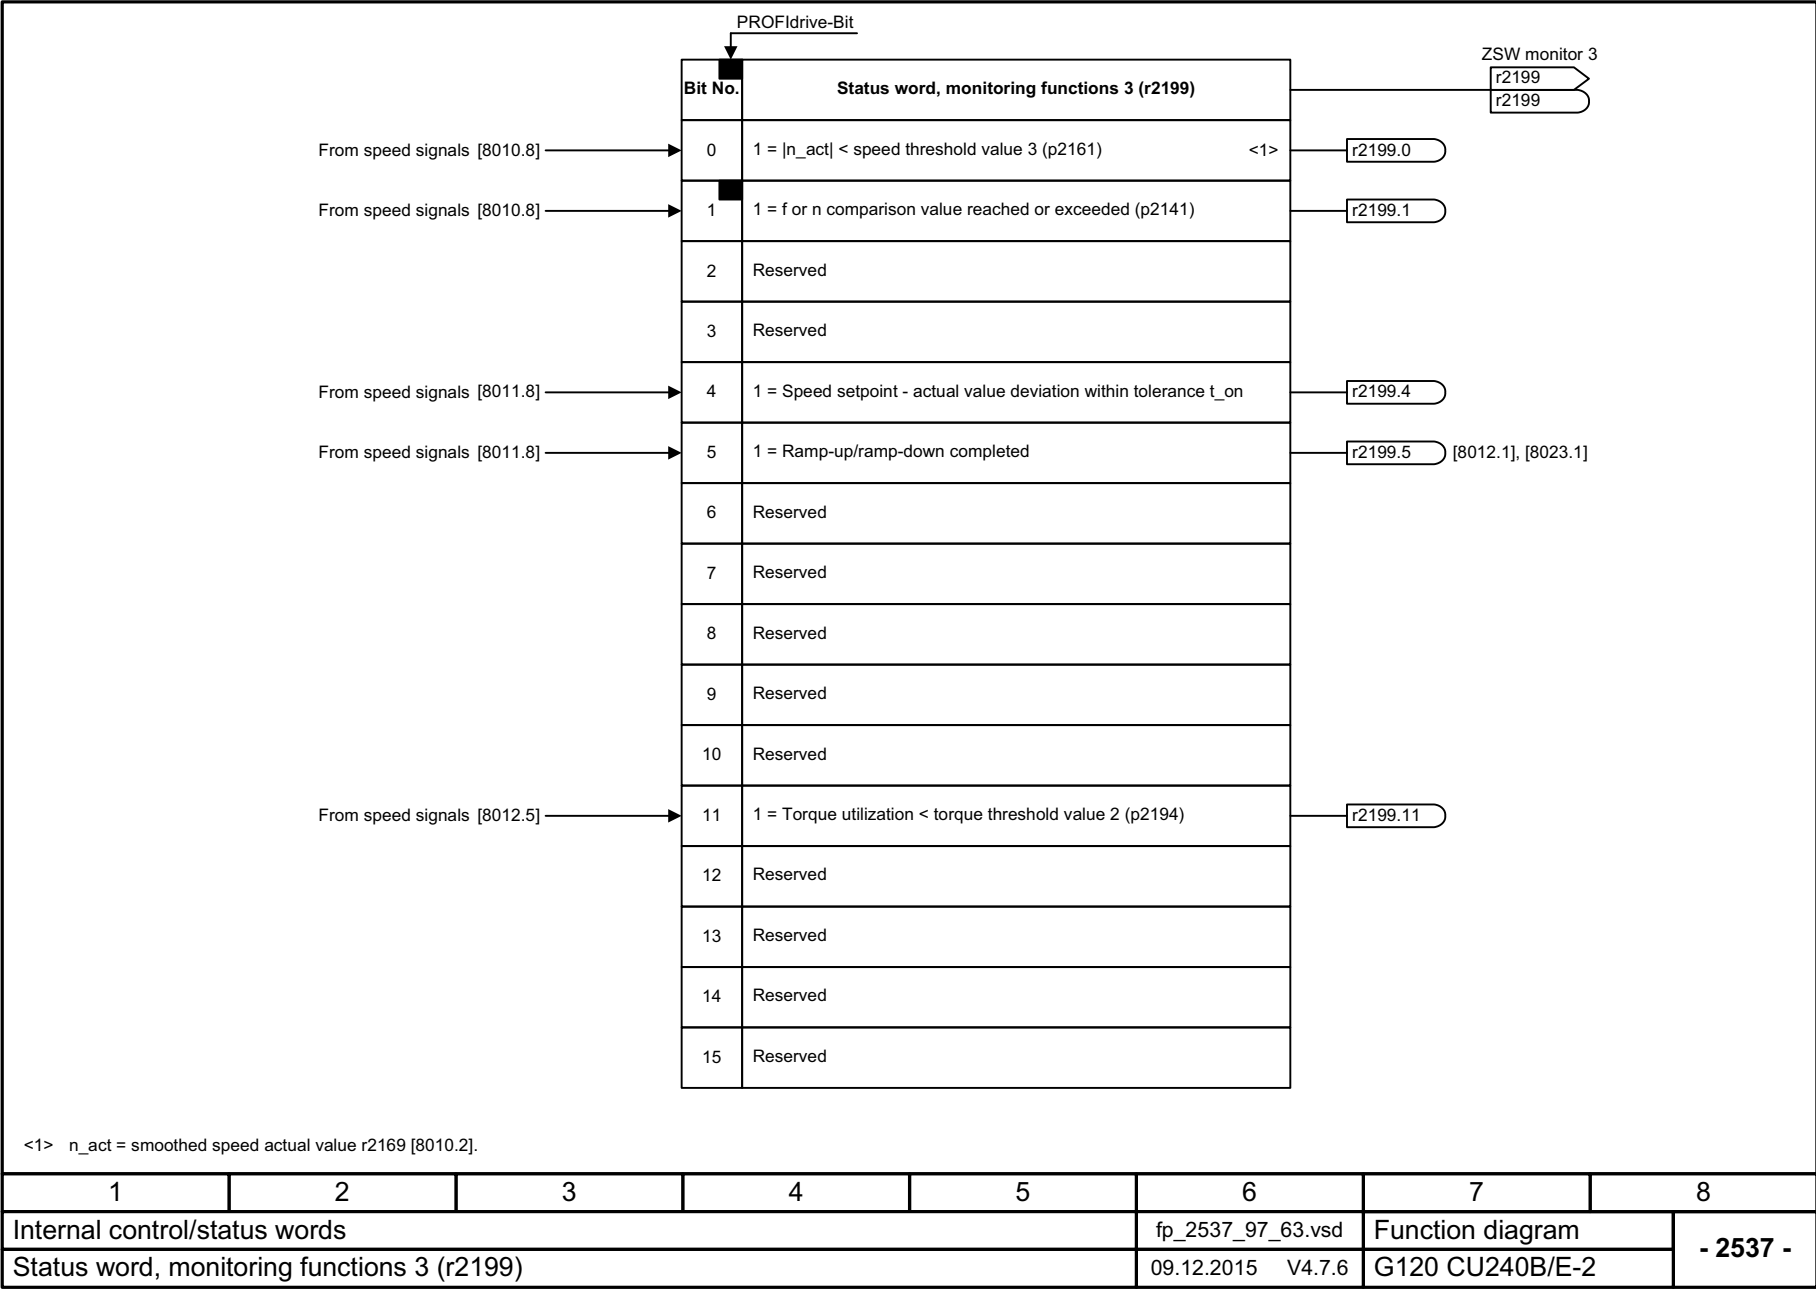 PROFIdrive-Bit
ZSW monitor 3
r2199
r2199
Bit No. Status word, monitoring functions 3 (r2199)
From speed signals [8010.8] 0 1 = |n_act| < speed threshold value 3 (p2161) <1> r2199.0
From speed signals [8010.8] 1 1 = f or n comparison value reached or exceeded (p2141) r2199.1
2 Reserved
3 Reserved
From speed signals [8011.8] 4 1 = Speed setpoint - actual value deviation within tolerance t_on r2199.4
From speed signals [8011.8] 5 1 = Ramp-up/ramp-down completed r2199.5 [8012.1], [8023.1]
6 Reserved
7 Reserved
8 Reserved
9 Reserved
10 Reserved
From speed signals [8012.5] 11 1 = Torque utilization < torque threshold value 2 (p2194) r2199.11
12 Reserved
13 Reserved
14 Reserved
15 Reserved
<1> n_act = smoothed speed actual value r2169 [8010.2].
1 2 3 4 5 6 7 8
Internal control/status words fp_2537_97_63.vsd Function diagram - 2537 -
Status word, monitoring functions 3 (r2199) 09.12.2015 V4.7.6 G120 CU240B/E-2